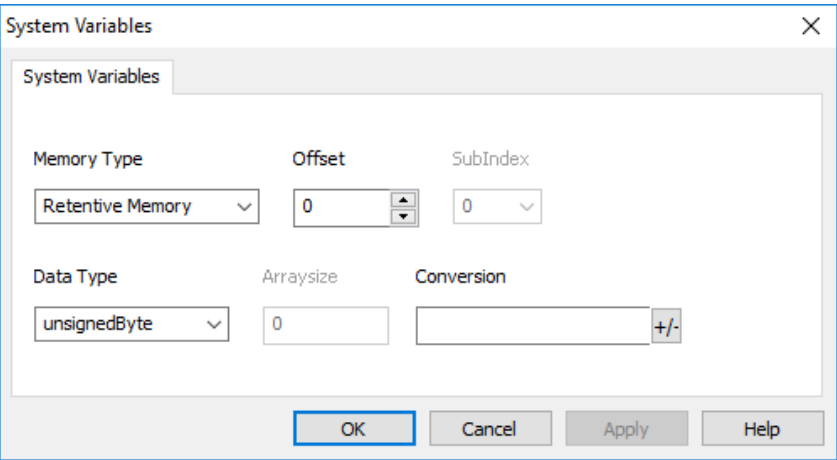 System Variables
System Variables
Memory Type Offset SubIndex
Retentive Memory 0 0
Data Type Arraysize Conversion
unsignedByte 0 +/-
OK Cancel Apply Help